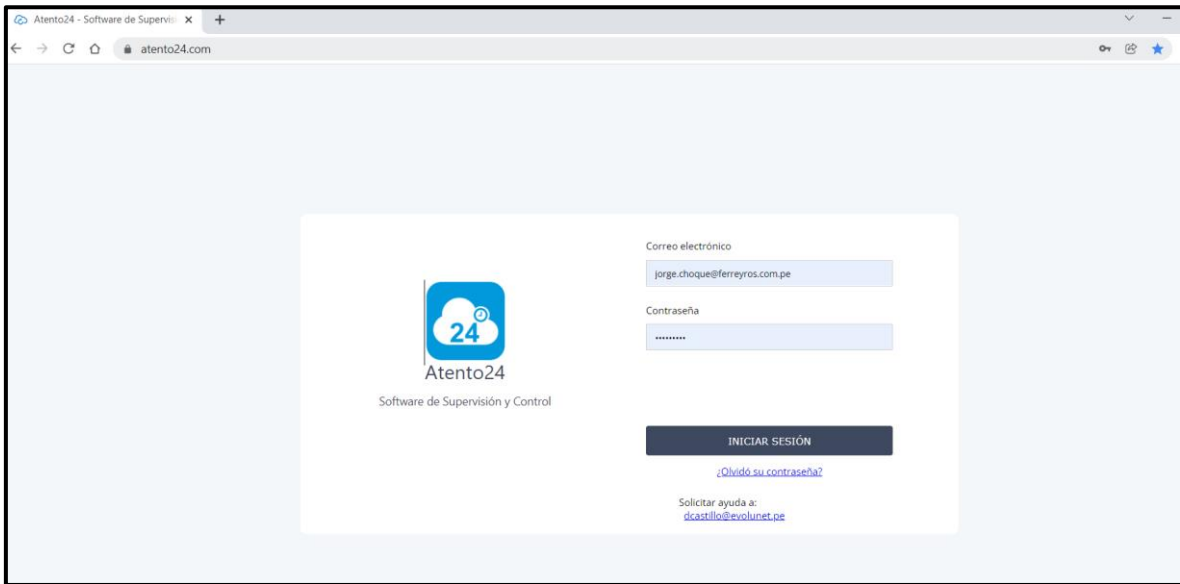 Atento24 - Software de Supervisi
atento24.com
Correo electrónico
jorge.choque@ferreyros.com.pe
Contraseña
•••••••••
24
Atento24
Software de Supervisión y Control
INICIAR SESIÓN
¿Olvidó su contraseña?
Solicitar ayuda a:
dcastillo@evolunet.pe